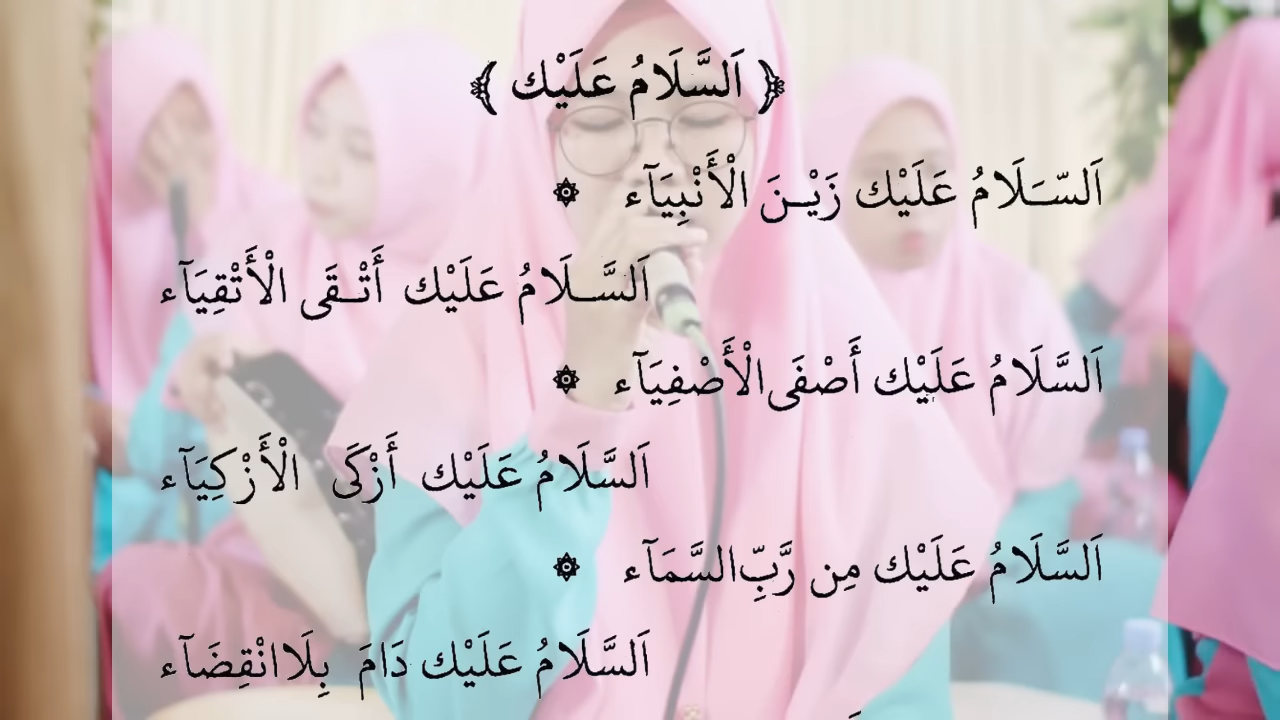 ﴿ اَلسَّلَامُ عَلَيْك ﴾
اَلسَّلَامُ عَلَيْك زَيْنَ الْأَنْبِيَآء ۞
اَلسَّلَامُ عَلَيْك أَتْقَى الْأَتْقِيَآء
اَلسَّلَامُ عَلَيْك أَصْفَى الْأَصْفِيَآء ۞
اَلسَّلَامُ عَلَيْك أَزْكَى الْأَزْكِيَآء
اَلسَّلَامُ عَلَيْك مِن رَّبِّ السَّمَآء ۞
اَلسَّلَامُ عَلَيْك دَامَ بِلَا انْقِضَآء